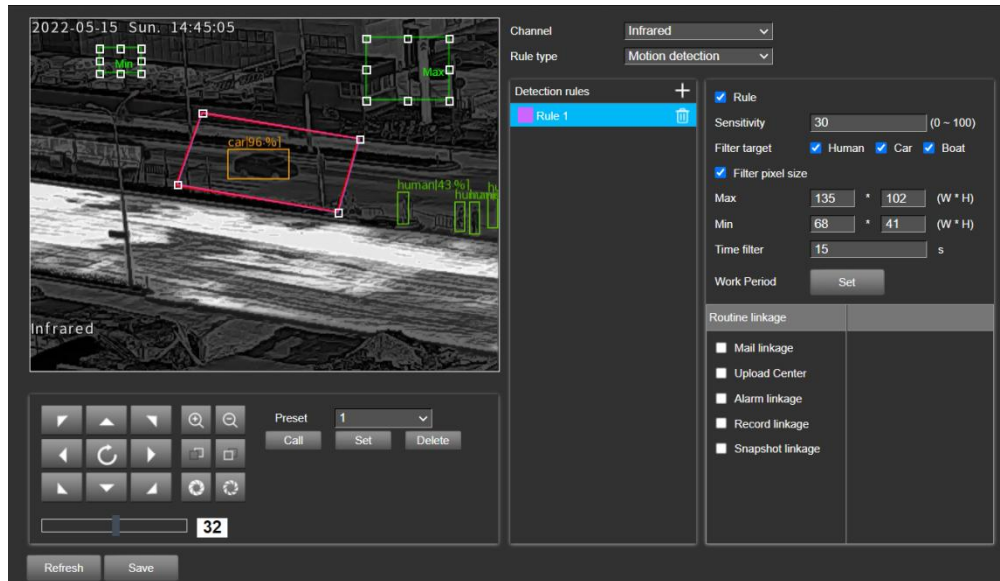 2022-05-15 Sun. 14:45:05
Min
Max
car[96 %]
human[43 %]
Infrared
Channel Infrared
Rule type Motion detection
Detection rules
Rule 1
Rule
Sensitivity 30 (0 ~ 100)
Filter target Human Car Boat
Filter pixel size
Max 135 * 102 (W * H)
Min 68 * 41 (W * H)
Time filter 15 s
Work Period Set
Routine linkage
Mail linkage
Upload Center
Alarm linkage
Record linkage
Snapshot linkage
Preset 1
Call Set Delete
32
Refresh Save